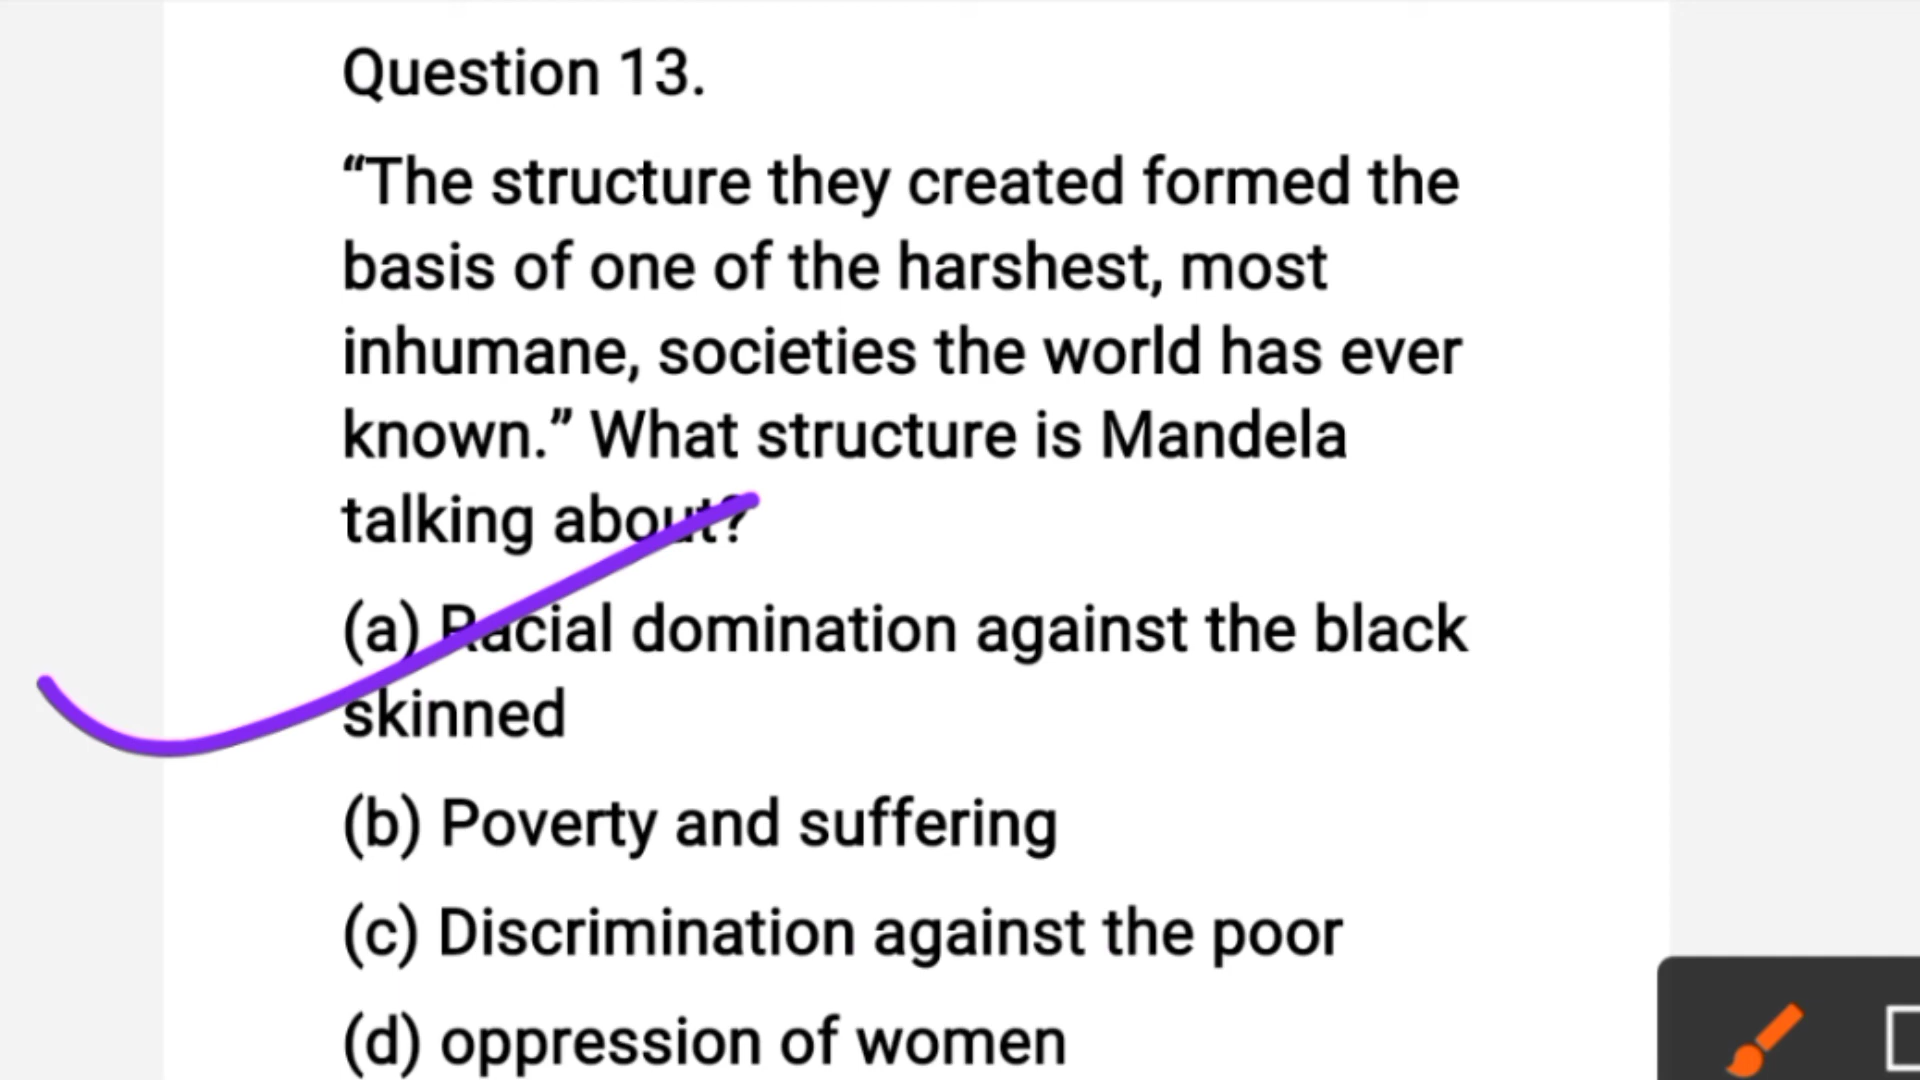 Question 13.
“The structure they created formed the
basis of one of the harshest, most
inhumane, societies the world has ever
known.” What structure is Mandela
talking about?
(a) Racial domination against the black
skinned
(b) Poverty and suffering
(c) Discrimination against the poor
(d) oppression of women